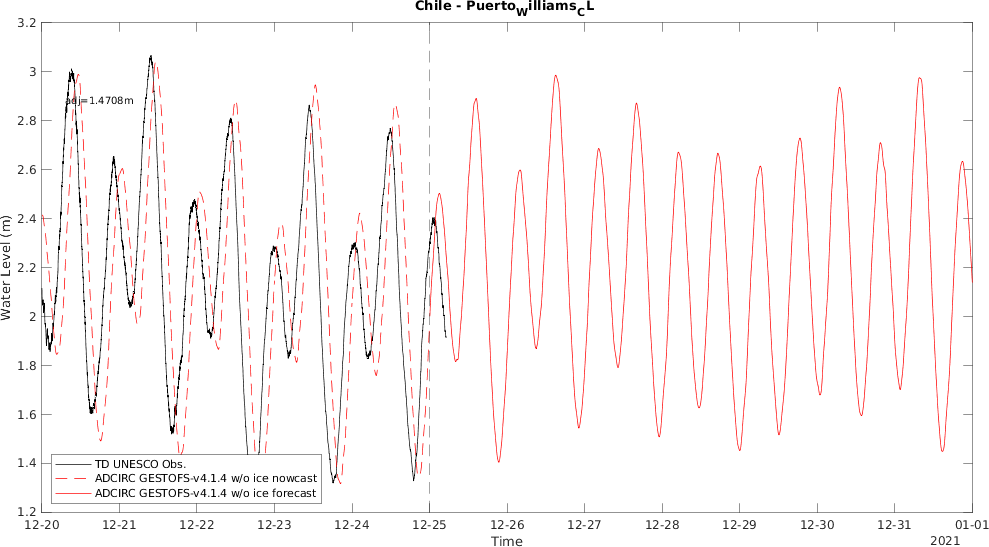 Chile - PuertoWilliamsCL
3.2
3
2.8
2.6
2.4
2.2
2
1.8
1.6
1.4
1.2
Water Level (m)
adj=1.4708m
TD UNESCO Obs.
ADCIRC GESTOFS-v4.1.4 w/o ice nowcast
ADCIRC GESTOFS-v4.1.4 w/o ice forecast
12-20 12-21 12-22 12-23 12-24 12-25 12-26 12-27 12-28 12-29 12-30 12-31 01-01
Time
2021